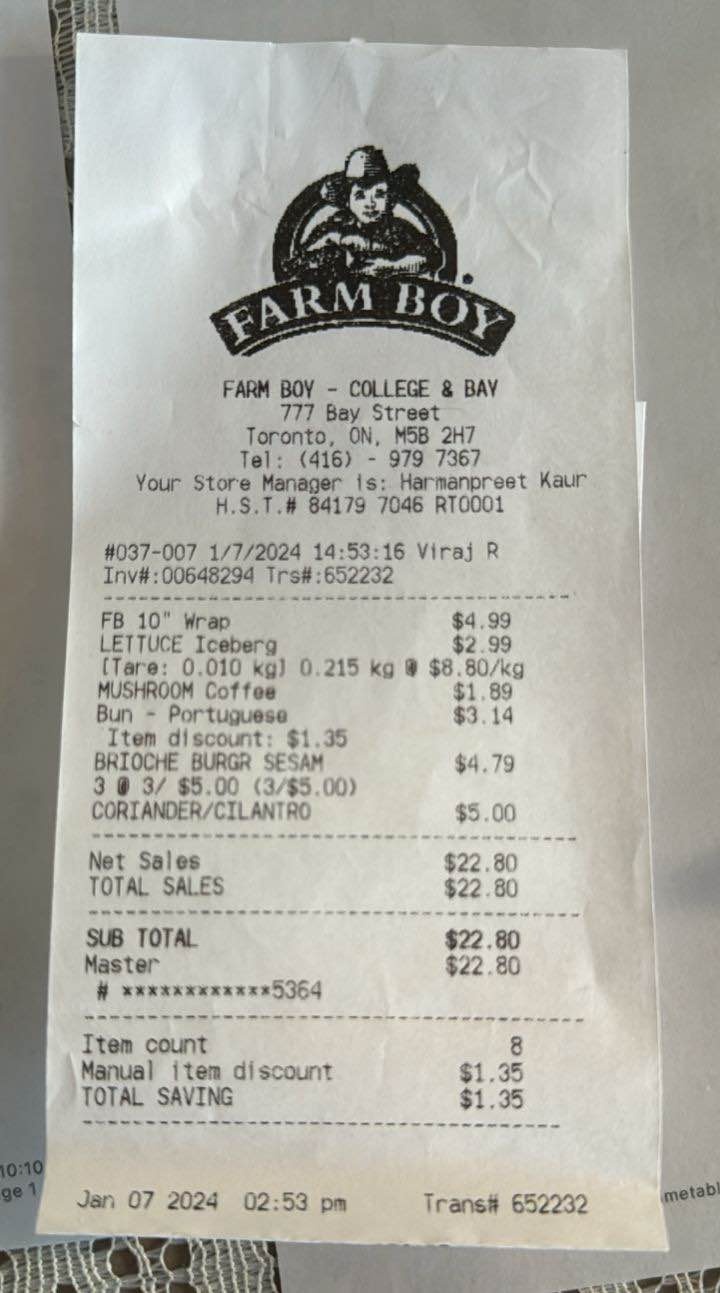 FARM BOY
FARM BOY - COLLEGE & BAY
777 Bay Street
Toronto, ON, M5B 2H7
Tel: (416) - 979 7367
Your Store Manager is: Harmanpreet Kaur
H.S.T.# 84179 7046 RT0001
#037-007 1/7/2024 14:53:16 Viraj R
Inv#:00648294 Trs#:652232
FB 10" Wrap $4.99
LETTUCE Iceberg $2.99
[Tare: 0.010 kg] 0.215 kg @ $8.80/kg
MUSHROOM Coffee $1.89
Bun - Portuguese $3.14
Item discount: $1.35
BRIOCHE BURGR SESAM $4.79
3 @ 3/ $5.00 (3/$5.00)
CORIANDER/CILANTRO $5.00
Net Sales $22.80
TOTAL SALES $22.80
SUB TOTAL $22.80
Master $22.80
# ************5364
Item count 8
Manual item discount $1.35
TOTAL SAVING $1.35
Jan 07 2024 02:53 pm Trans# 652232
10:10
ge 1
metabl